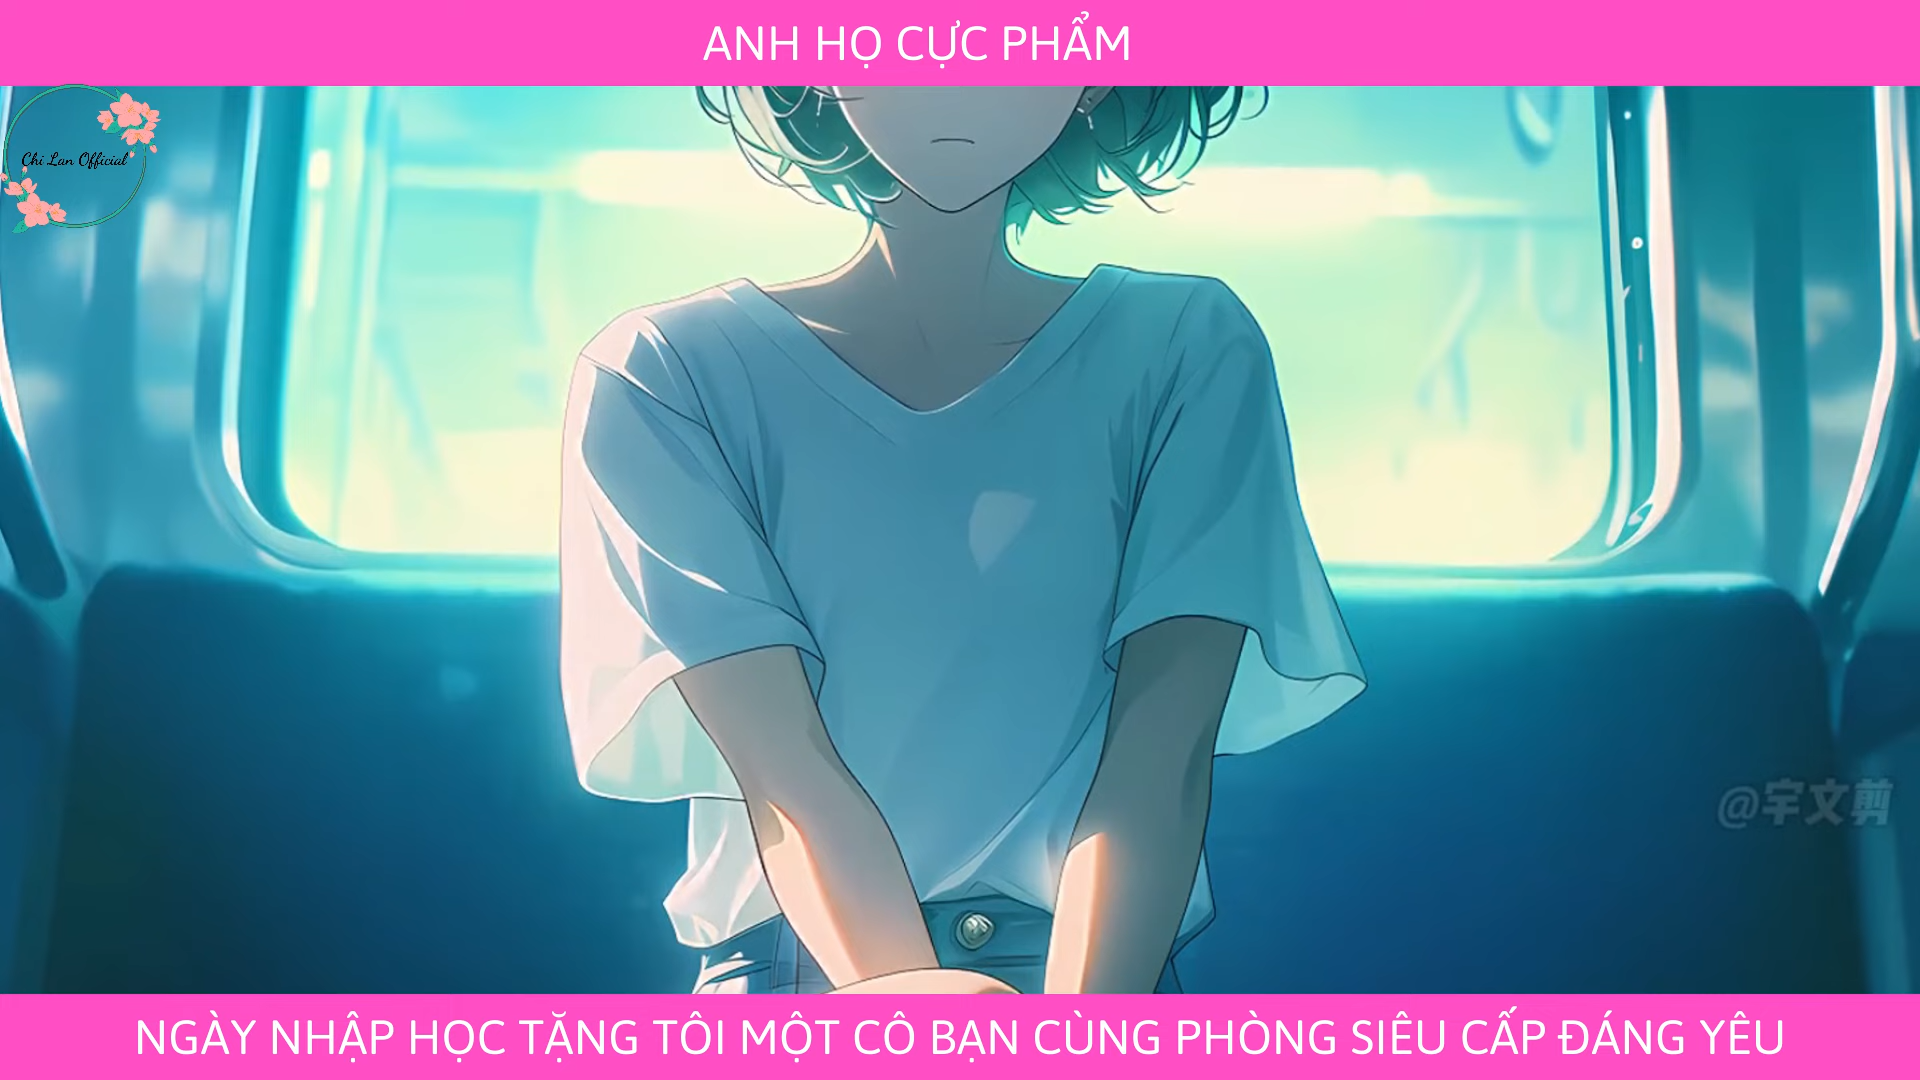 ANH HỌ CỰC PHẨM
Chi Lan Official
@宇文剪
NGÀY NHẬP HỌC TẶNG TÔI MỘT CÔ BẠN CÙNG PHÒNG SIÊU CẤP ĐÁNG YÊU